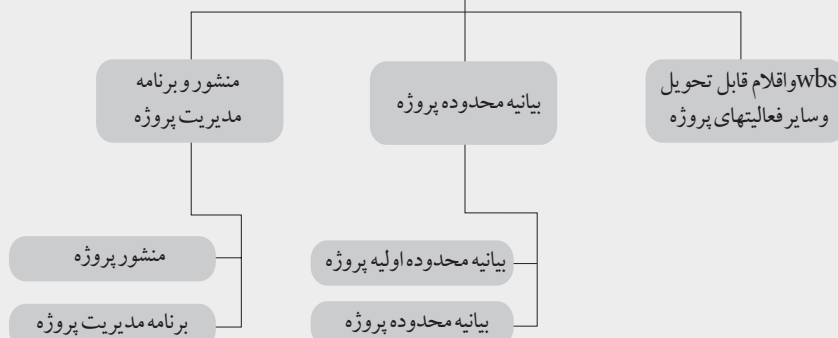 wbsواقلام قابل تحویل
وسایر فعالیتهای پروژه
بیانیه محدوده پروژه
منشور و برنامه
مدیریت پروژه
بیانیه محدوده اولیه پروژه
بیانیه محدوده پروژه
منشور پروژه
برنامه مدیریت پروژه